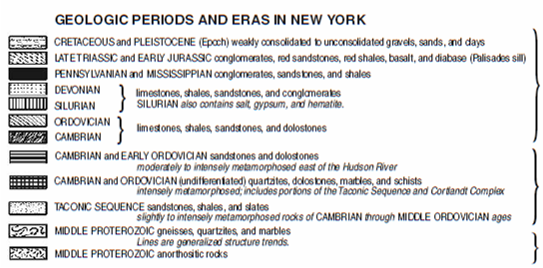 GEOLOGIC PERIODS AND ERAS IN NEW YORK
CRETACEOUS and PLEISTOCENE (Epoch) weakly consolidated to unconsolidated gravels, sands, and clays
LATE TRIASSIC and EARLY JURASSIC conglomerates, red sandstones, red shales, basalt, and diabase (Palisades sill)
PENNSYLVANIAN and MISSISSIPPIAN conglomerates, sandstones, and shales
DEVONIAN
limestones, shales, sandstones, and conglomerates
SILURIAN
SILURIAN also contains salt, gypsum, and hematite.
ORDOVICIAN
limestones, shales, sandstones, and dolostones
CAMBRIAN
CAMBRIAN and EARLY ORDOVICIAN sandstones and dolostones
moderately to intensely metamorphosed east of the Hudson River
CAMBRIAN and ORDOVICIAN (undifferentiated) quartzites, dolostones, marbles, and schists
intensely metamorphosed; includes portions of the Taconic Sequence and Cortlandt Complex
TACONIC SEQUENCE sandstones, shales, and slates
slightly to intensely metamorphosed rocks of CAMBRIAN through MIDDLE ORDOVICIAN ages
MIDDLE PROTEROZOIC gneisses, quartzites, and marbles
Lines are generalized structure trends.
MIDDLE PROTEROZOIC anorthositic rocks